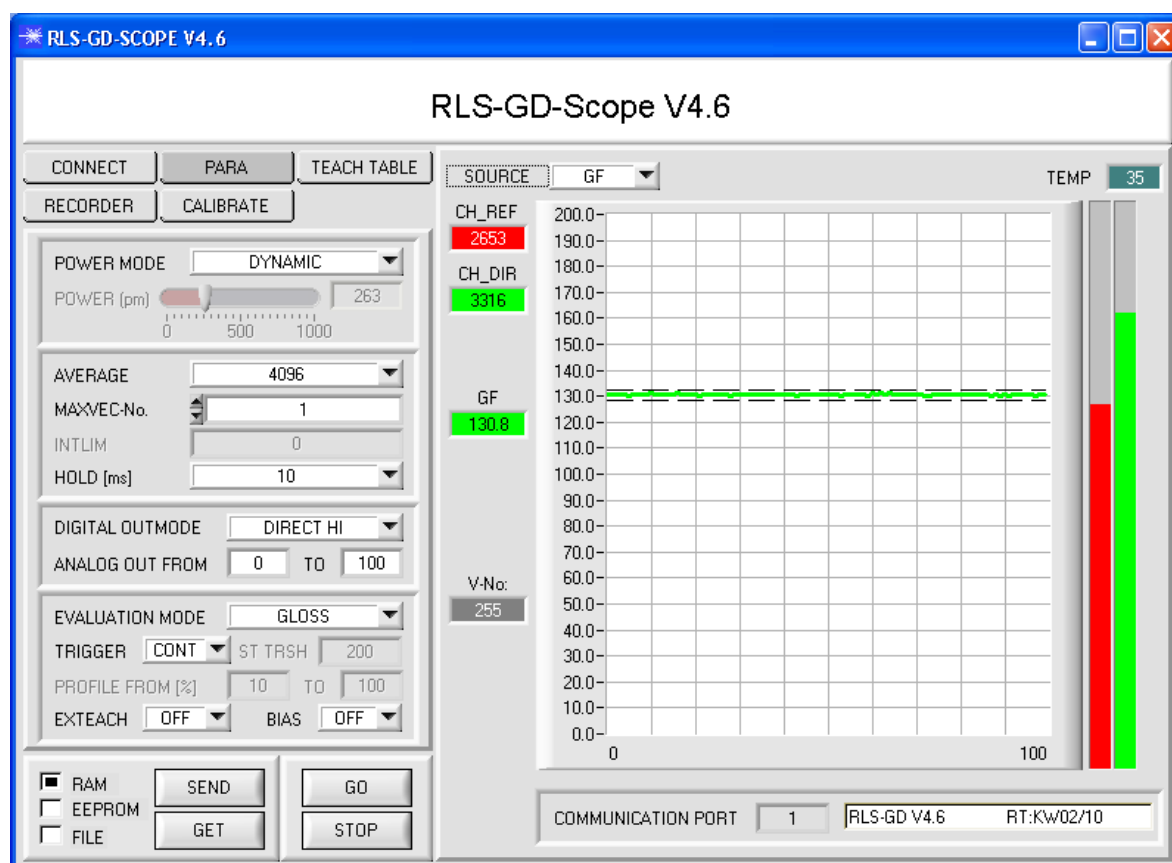 RLS-GD-SCOPE V4.6
RLS-GD-Scope V4.6
CONNECT PARA TEACH TABLE
RECORDER CALIBRATE
POWER MODE DYNAMIC
POWER (pm) 263
0 500 1000
AVERAGE 4096
MAXVEC-No. 1
INTLIM 0
HOLD [ms] 10
DIGITAL OUTMODE DIRECT HI
ANALOG OUT FROM 0 TO 100
EVALUATION MODE GLOSS
TRIGGER CONT ST TRSH 200
PROFILE FROM [%] 10 TO 100
EXTEACH OFF BIAS OFF
RAM
EEPROM
FILE
SEND
GET
GO
STOP
SOURCE GF
TEMP 35
CH_REF
2653
CH_DIR
3316
GF
130.8
V-No:
255
200.0
190.0
180.0
170.0
160.0
150.0
140.0
130.0
120.0
110.0
100.0
90.0
80.0
70.0
60.0
50.0
40.0
30.0
20.0
10.0
0.0
0 100
COMMUNICATION PORT 1 RLS-GD V4.6 RT:KW02/10